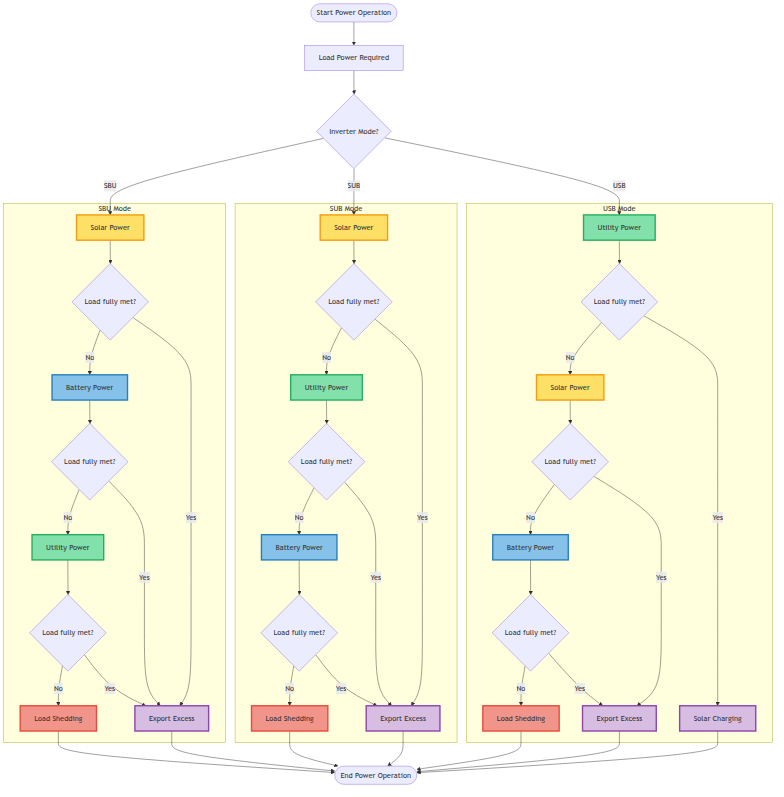 Start Power Operation
Load Power Required
Inverter Mode?
SBU
SUB
USB
SBU Mode
SUB Mode
USB Mode
Solar Power
Solar Power
Utility Power
Load fully met?
Load fully met?
Load fully met?
No
No
No
Battery Power
Utility Power
Solar Power
Load fully met?
Load fully met?
Load fully met?
No
Yes
No
Yes
No
Yes
Utility Power
Battery Power
Battery Power
Yes
Yes
Yes
Load fully met?
Load fully met?
Load fully met?
No
Yes
No
Yes
No
Yes
Load Shedding
Export Excess
Load Shedding
Export Excess
Load Shedding
Export Excess
Solar Charging
End Power Operation